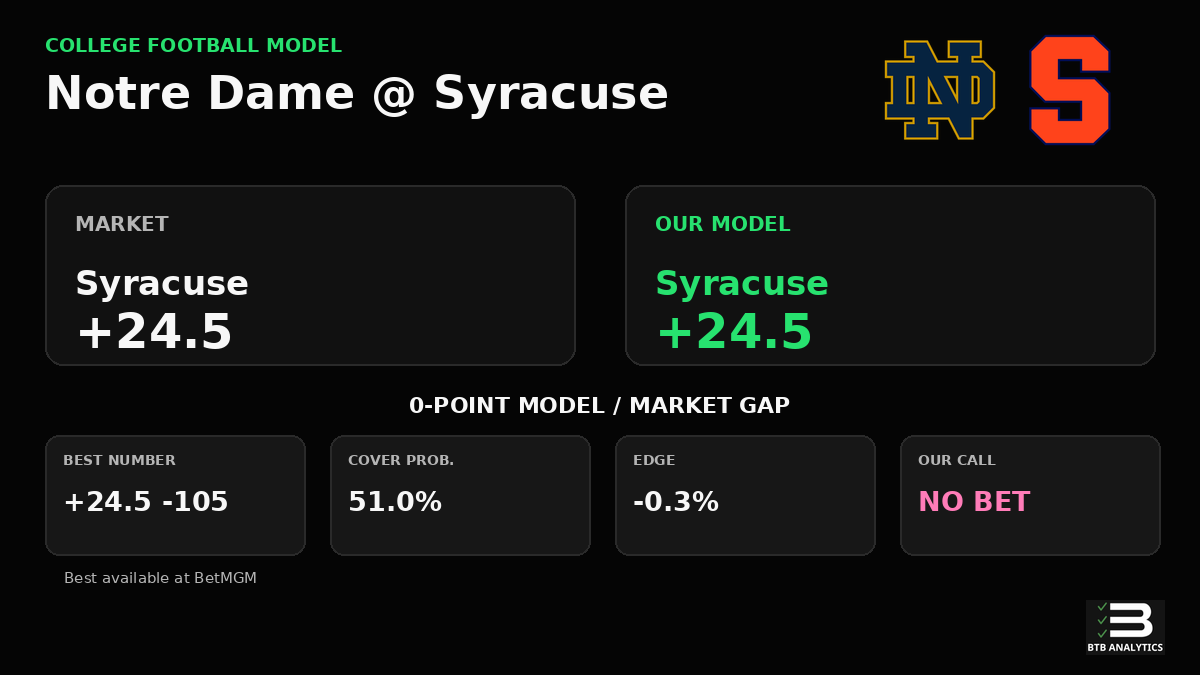 COLLEGE FOOTBALL MODEL
Notre Dame @ Syracuse
ND
S
MARKET
Syracuse
+24.5
OUR MODEL
Syracuse
+24.5
0-POINT MODEL / MARKET GAP
BEST NUMBER
+24.5 -105
COVER PROB.
51.0%
EDGE
-0.3%
OUR CALL
NO BET
Best available at BetMGM
B
BTB ANALYTICS